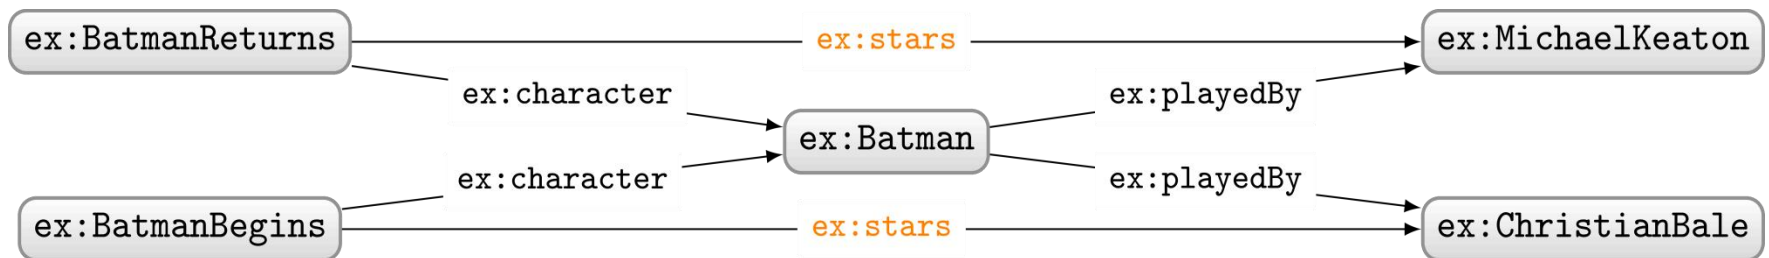 ex:BatmanReturns ex:stars ex:MichaelKeaton
ex:character ex:playedBy
ex:Batman
ex:character ex:playedBy
ex:BatmanBegins ex:stars ex:ChristianBale